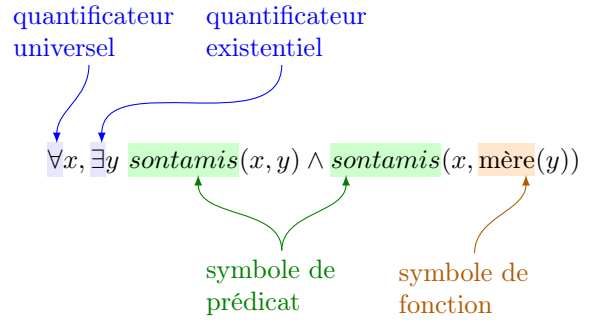 quantificateur
universel
quantificateur
existentiel
∀x, ∃y sontamis(x, y) ∧ sontamis(x, mère(y))
symbole de
prédicat
symbole de
fonction